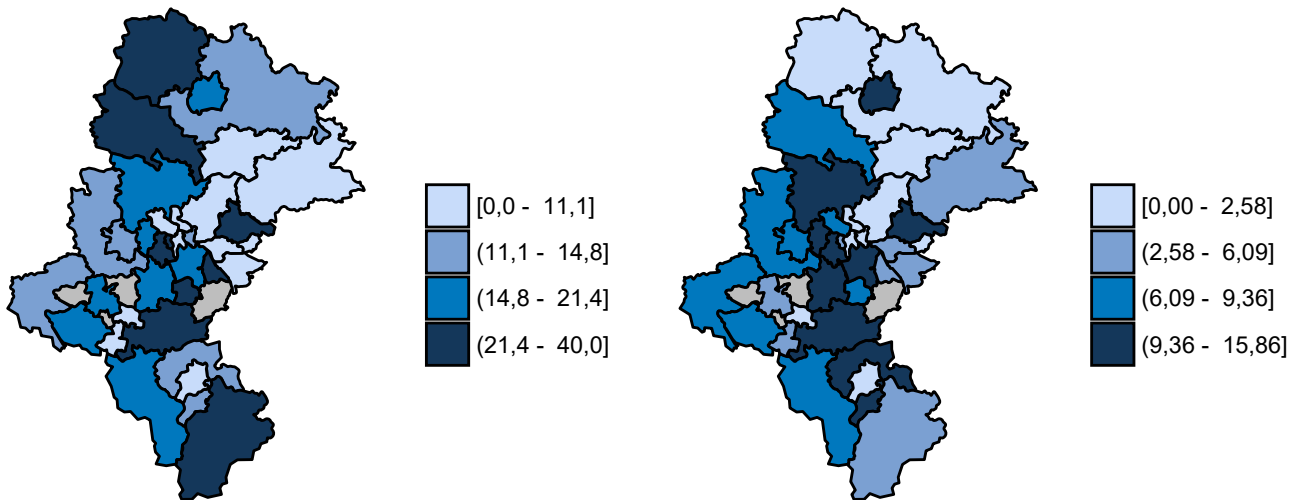 [0,0 - 11,1]
(11,1 - 14,8]
(14,8 - 21,4]
(21,4 - 40,0]
[0,00 - 2,58]
(2,58 - 6,09]
(6,09 - 9,36]
(9,36 - 15,86]